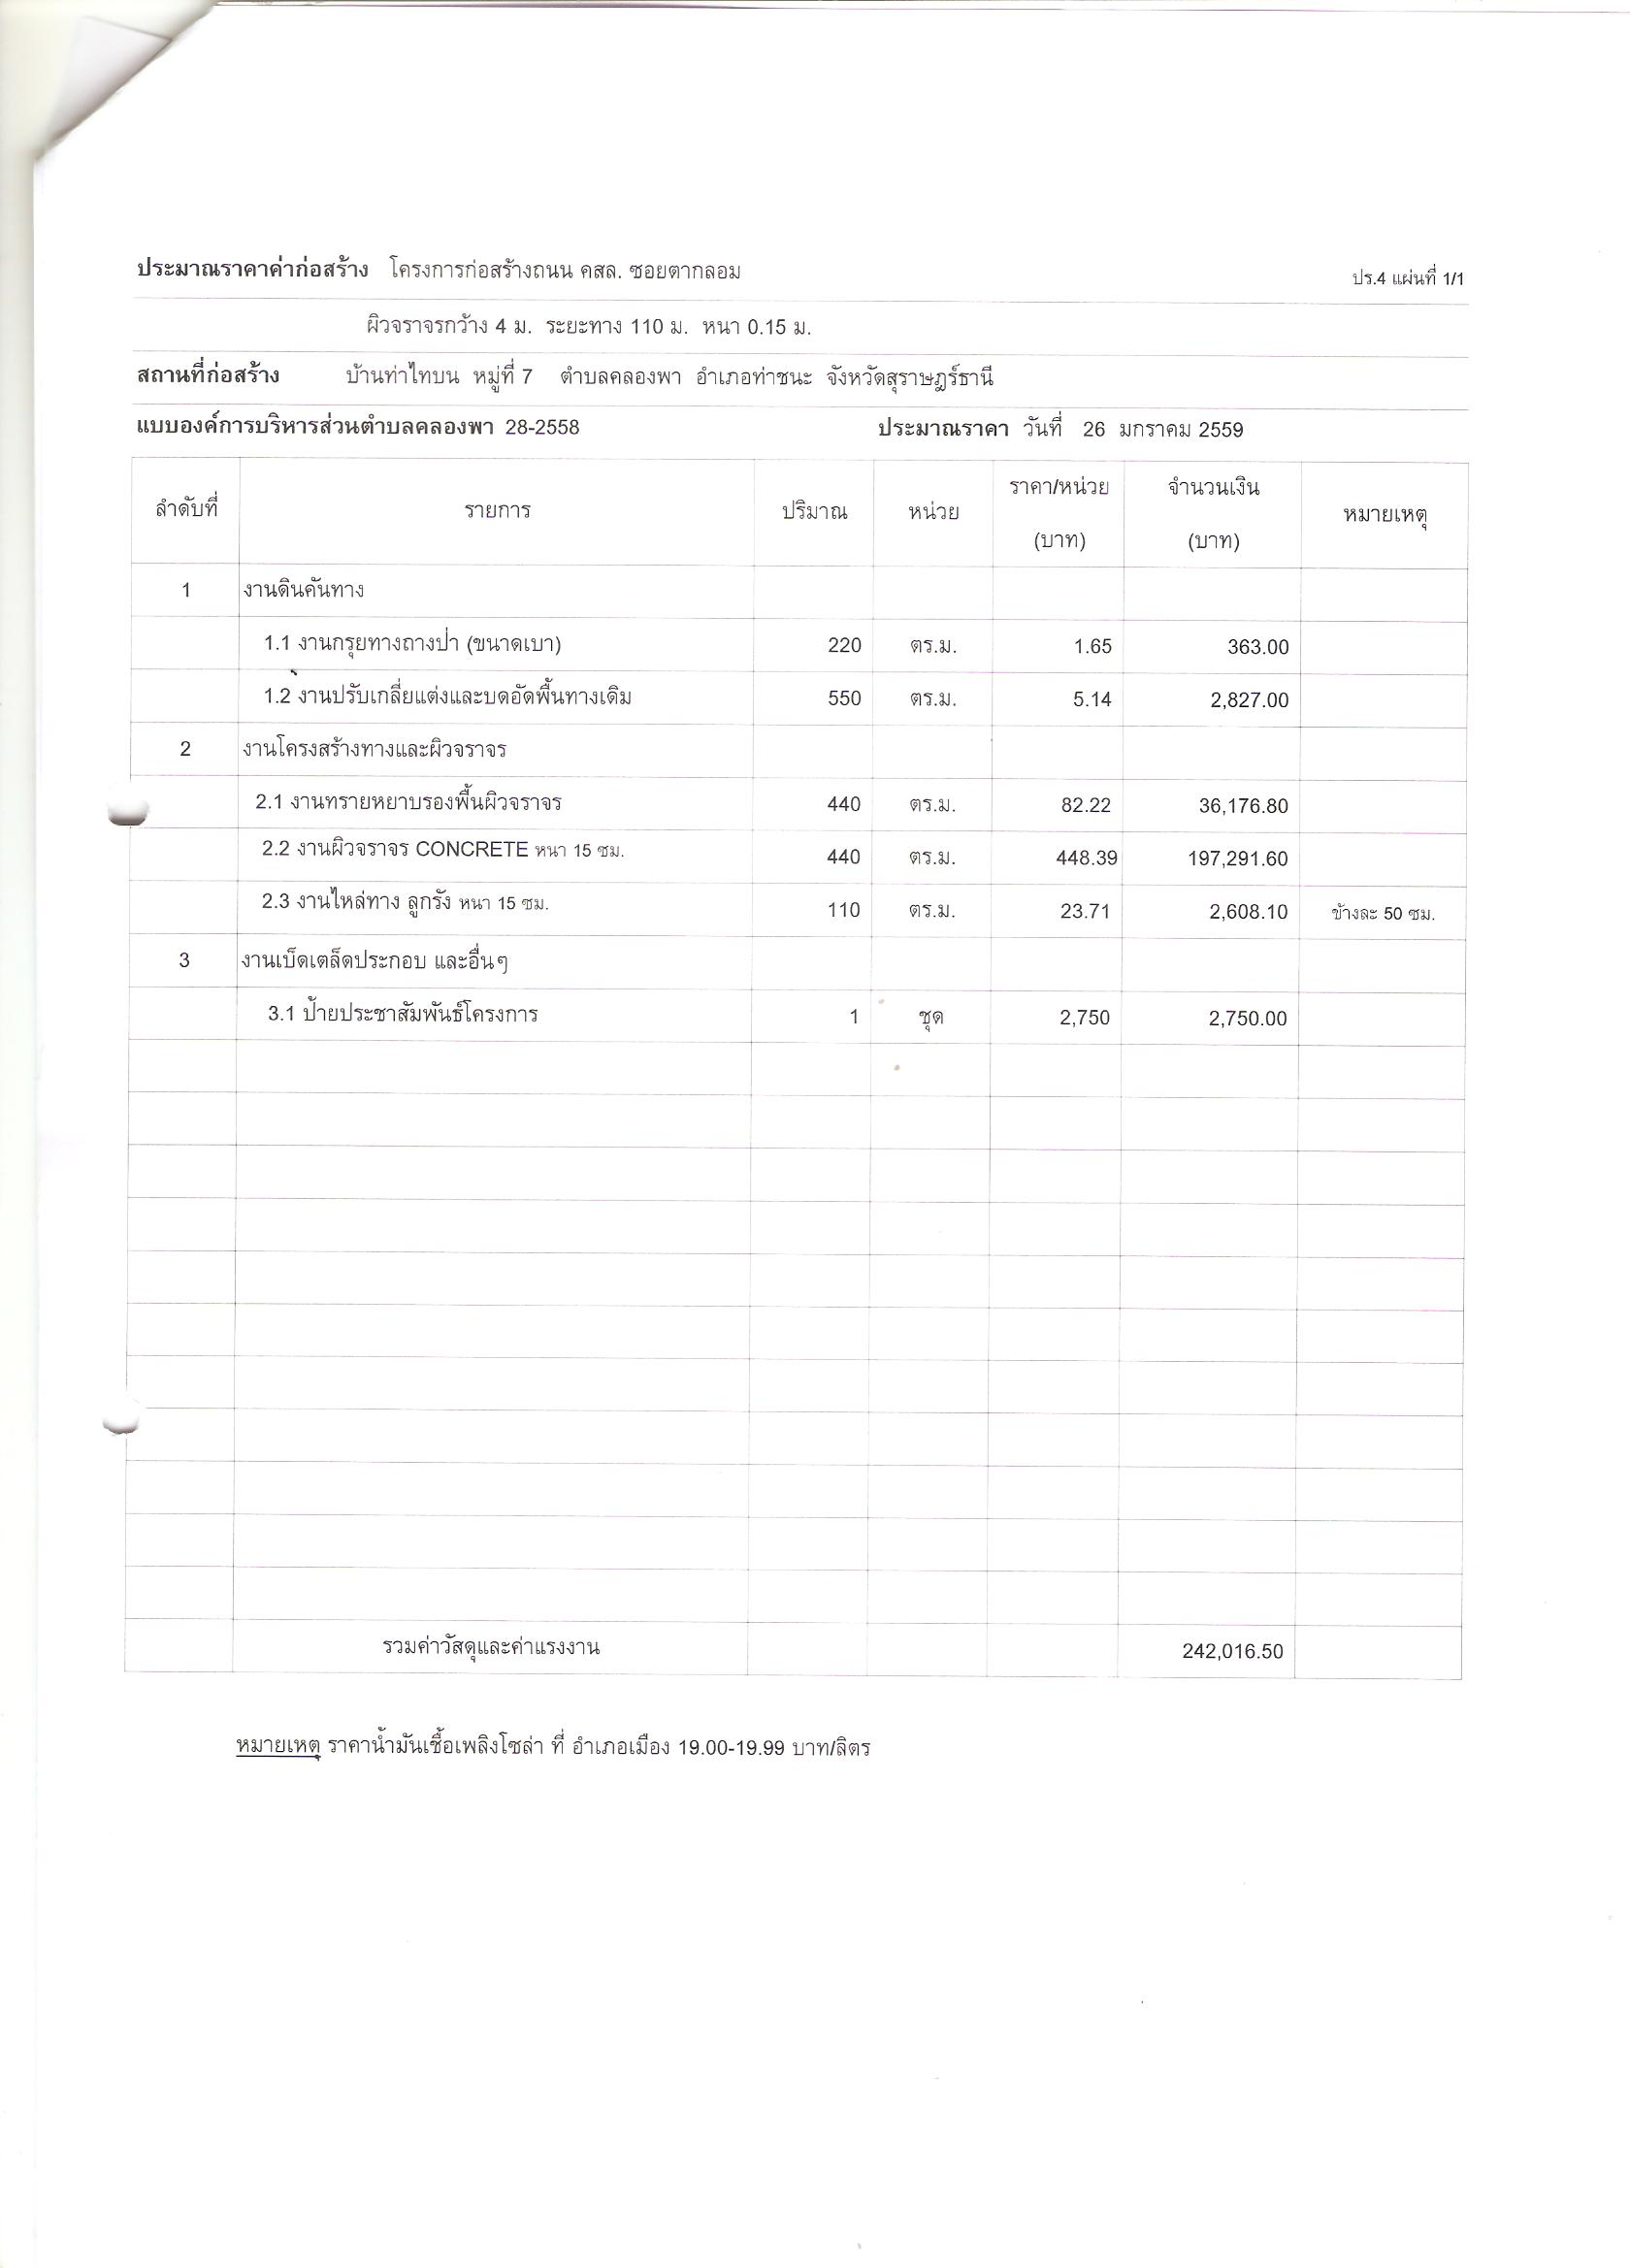 ประมาณราคาค่าก่อสร้าง โครงการก่อสร้างถนน คสล. ซอยตากลอม ปร.4 แผ่นที่ 1/1
ผิวจราจรกว้าง 4 ม. ระยะทาง 110 ม. หนา 0.15 ม.
สถานที่ก่อสร้าง บ้านท่าไทบน หมู่ที่ 7 ตำบลคลองพา อำเภอท่าชนะ จังหวัดสุราษฎร์ธานี
แบบองค์การบริหารส่วนตำบลคลองพา 28-2558 ประมาณราคา วันที่ 26 มกราคม 2559
ลำดับที่ รายการ ปริมาณ หน่วย ราคา/หน่วย (บาท) จำนวนเงิน (บาท) หมายเหตุ
1 งานดินคันทาง
1.1 งานกรุยทางถางป่า (ขนาดเบา) 220 ตร.ม. 1.65 363.00
1.2 งานปรับเกลี่ยแต่งและบดอัดพื้นทางเดิม 550 ตร.ม. 5.14 2,827.00
2 งานโครงสร้างทางและผิวจราจร
2.1 งานทรายหยาบรองพื้นผิวจราจร 440 ตร.ม. 82.22 36,176.80
2.2 งานผิวจราจร CONCRETE หนา 15 ซม. 440 ตร.ม. 448.39 197,291.60
2.3 งานไหล่ทาง ลูกรัง หนา 15 ซม. 110 ตร.ม. 23.71 2,608.10 ข้างละ 50 ซม.
3 งานเบ็ดเตล็ดประกอบ และอื่นๆ
3.1 ป้ายประชาสัมพันธ์โครงการ 1 ชุด 2,750 2,750.00
รวมค่าวัสดุและค่าแรงงาน 242,016.50
หมายเหตุ ราคาน้ำมันเชื้อเพลิงโซล่า ที่ อำเภอเมือง 19.00-19.99 บาท/ลิตร